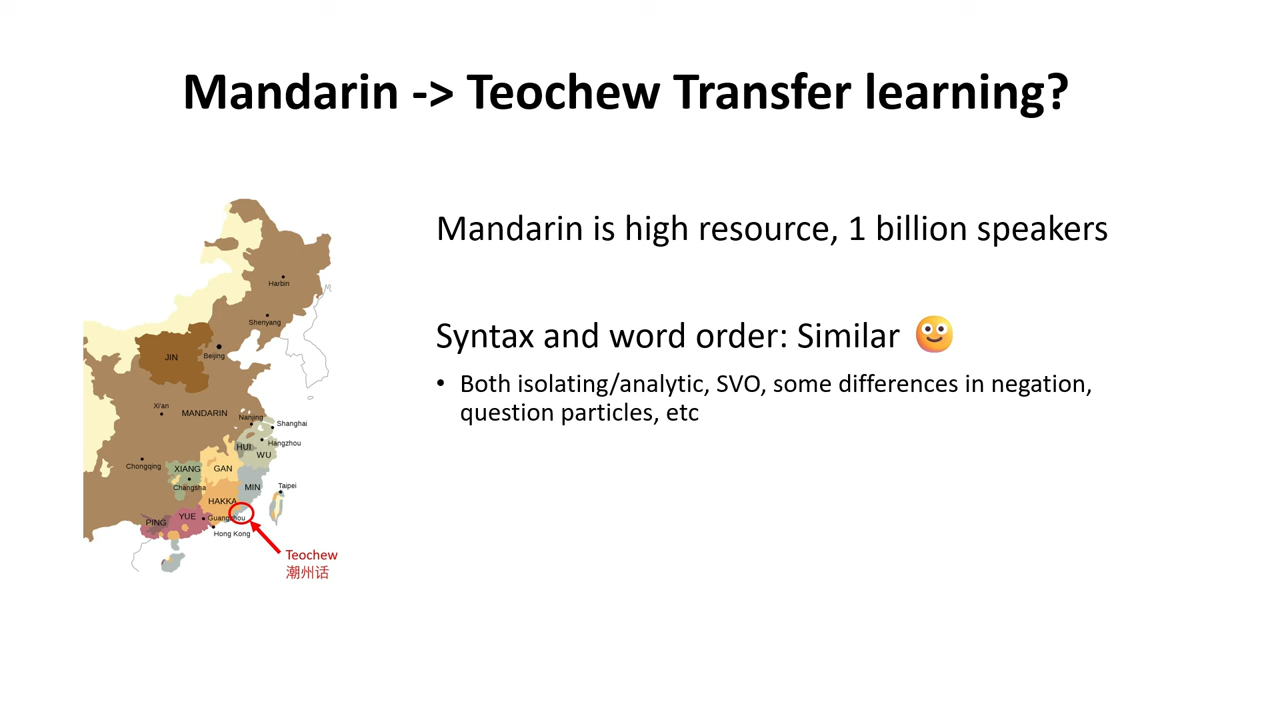 Mandarin -> Teochew Transfer learning?
Mandarin is high resource, 1 billion speakers
Syntax and word order: Similar
• Both isolating/analytic, SVO, some differences in negation,
question particles, etc
Harbin
Shenyang
JIN
Beijing
Xi'an
MANDARIN
Nanjing
Shanghai
HUI
Hangzhou
WU
Chongqing
XIANG
GAN
Changsha
MIN
Taipei
HAKKA
PING
YUE
Guangzhou
Hong Kong
Teochew
潮州话